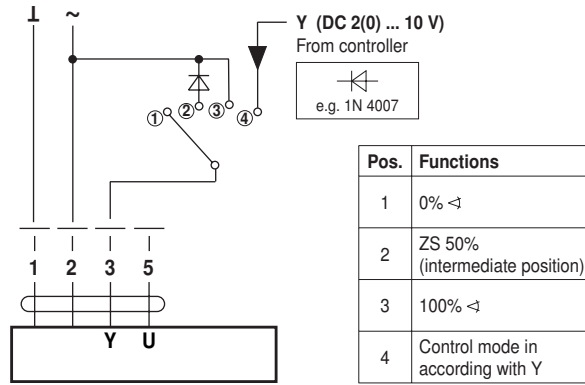 ⊥ ~
Y (DC 2(0) ... 10 V)
From controller
e.g. 1N 4007
1 2 3 4
Pos. Functions
1 0% ∢
2 ZS 50%
(intermediate position)
3 100% ∢
4 Control mode in
according with Y
1 2 3 5
Y U